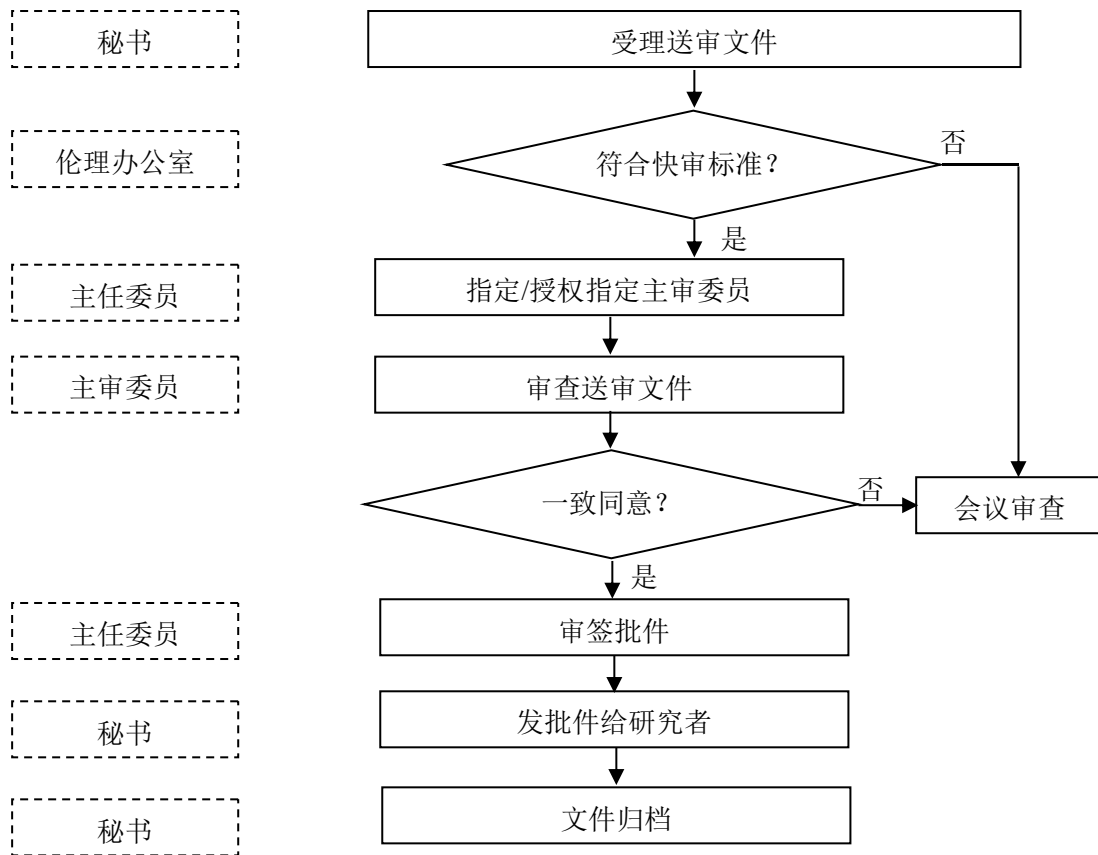 秘书
受理送审文件
伦理办公室
符合快审标准？
否
是
主任委员
指定/授权指定主审委员
主审委员
审查送审文件
一致同意？
否
会议审查
是
主任委员
审签批件
秘书
发批件给研究者
秘书
文件归档